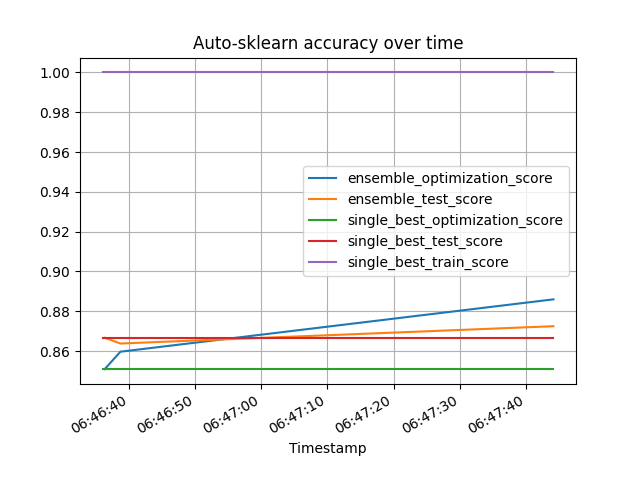 Auto-sklearn accuracy over time
1.00
0.98
0.96
0.94
0.92
0.90
0.88
0.86
ensemble_optimization_score
ensemble_test_score
single_best_optimization_score
single_best_test_score
single_best_train_score
06:46:40
06:46:50
06:47:00
06:47:10
06:47:20
06:47:30
06:47:40
Timestamp